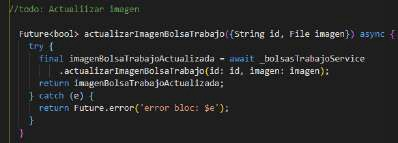 //todo: Actualiizar imagen
Future<bool> actualizarImagenBolsaTrabajo({String id, File imagen}) async {
try {
final imagenBolsaTrabajoActualizada = await _bolsasTrabajoService
.actualizarImagenBolsaTrabajo(id: id, imagen: imagen);
return imagenBolsaTrabajoActualizada;
} catch (e) {
return Future.error('error bloc: $e');
}
}